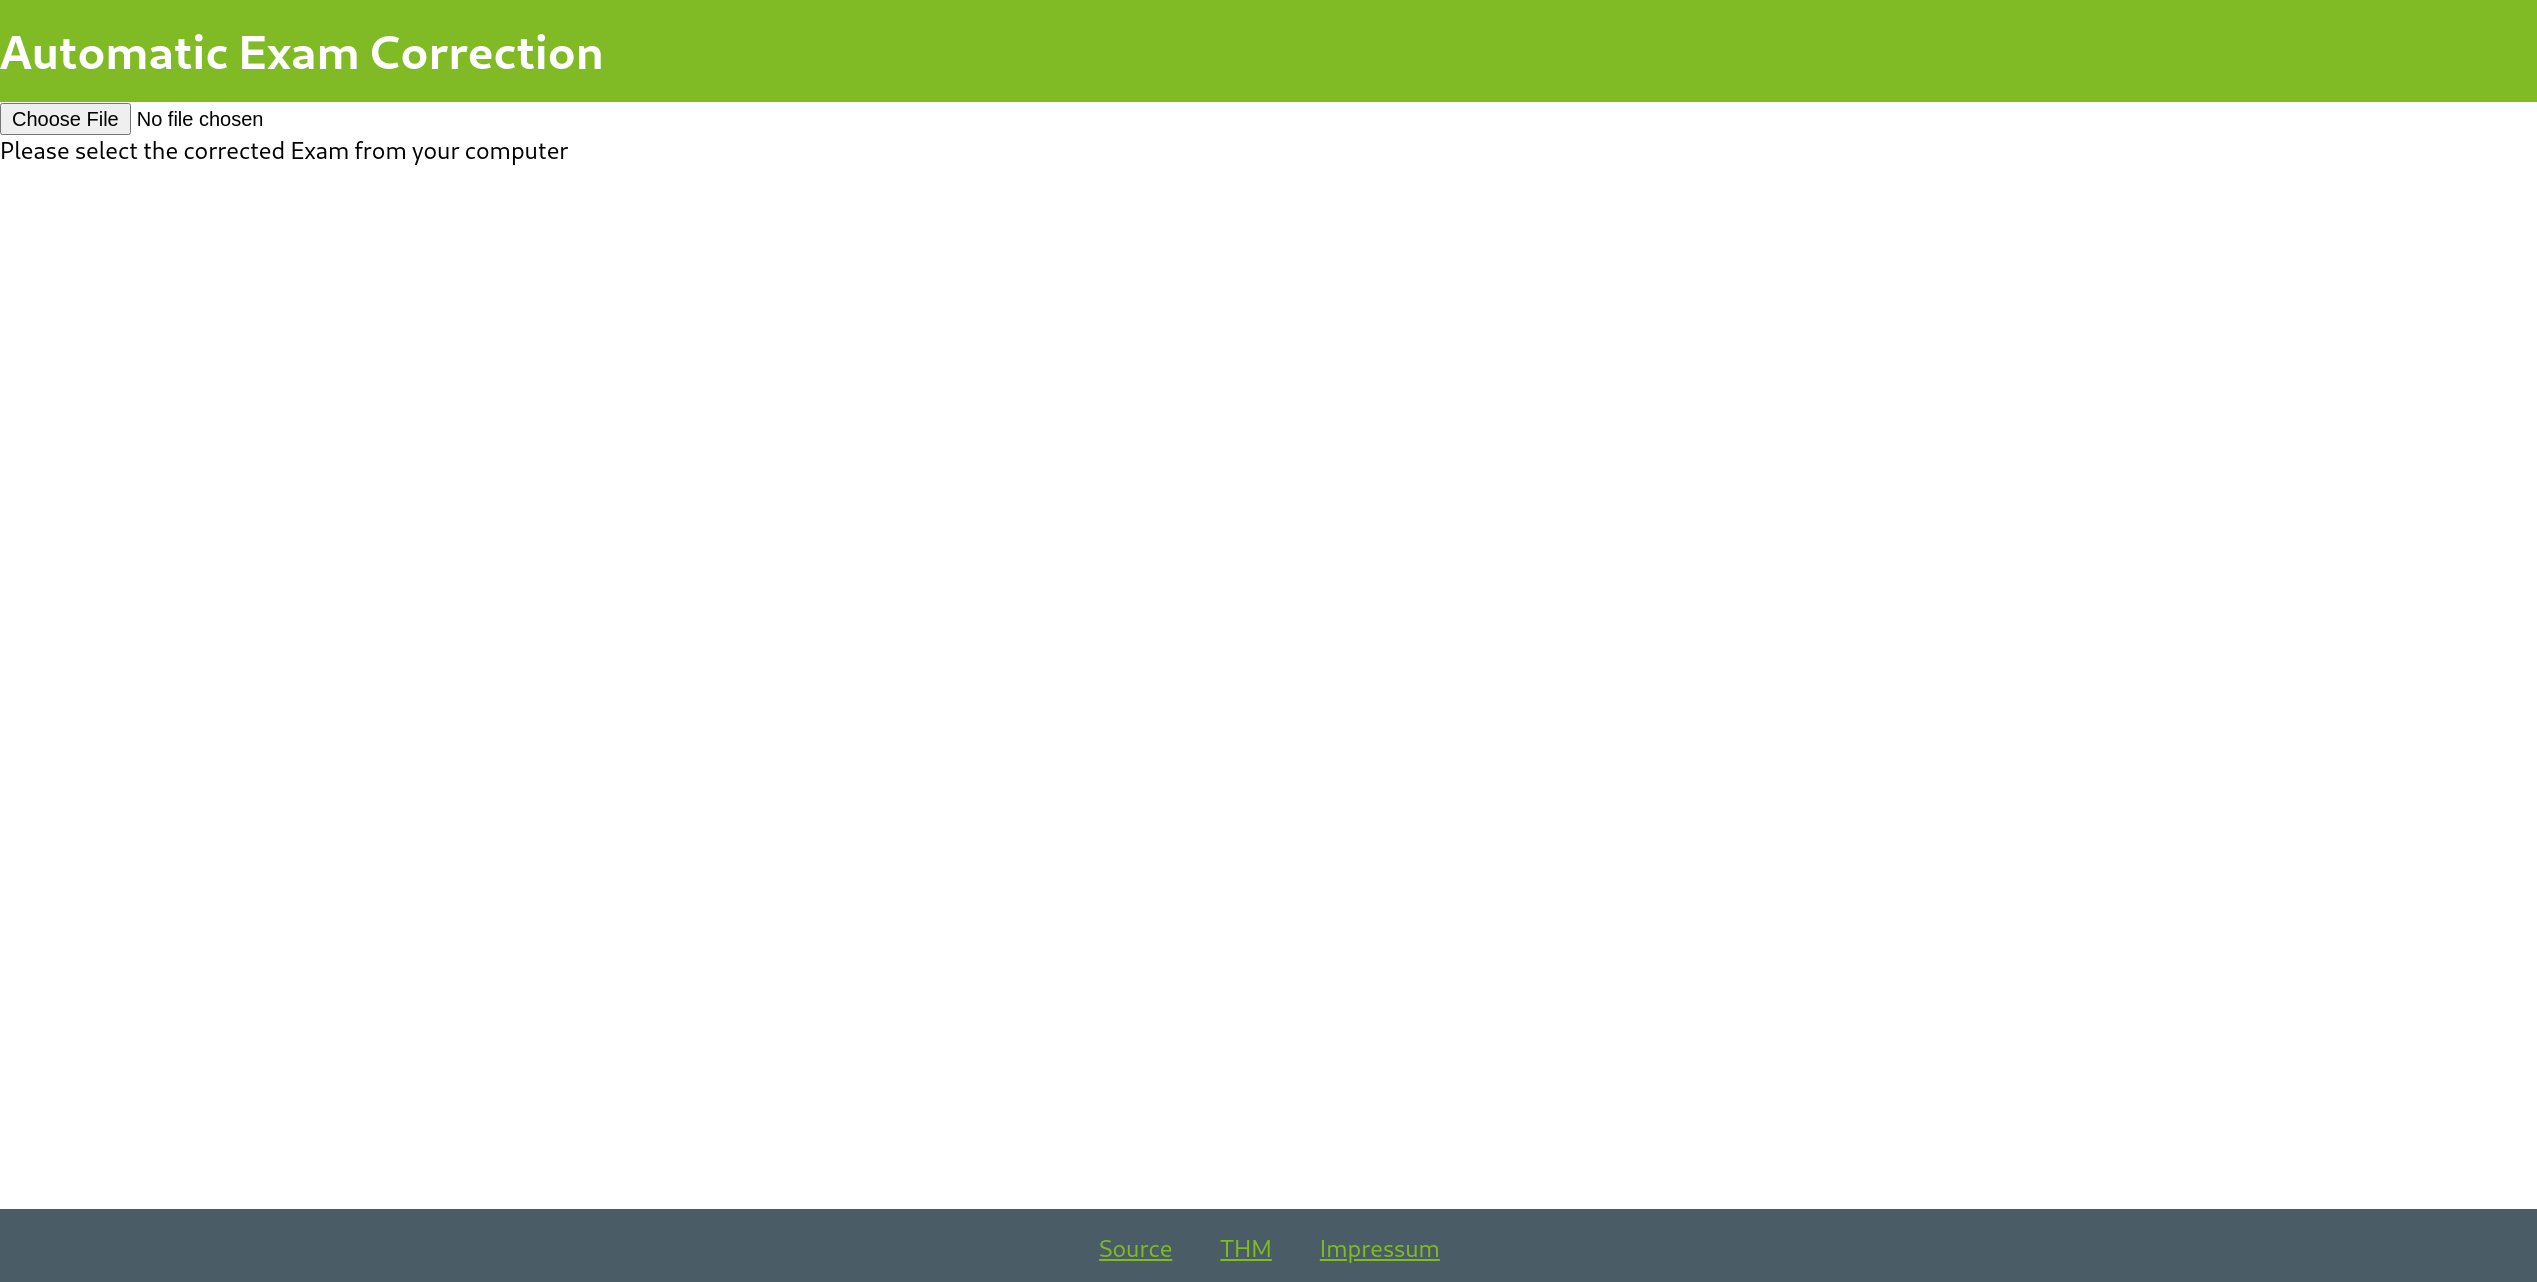 Automatic Exam Correction
Choose File No file chosen
Please select the corrected Exam from your computer
Source THM Impressum